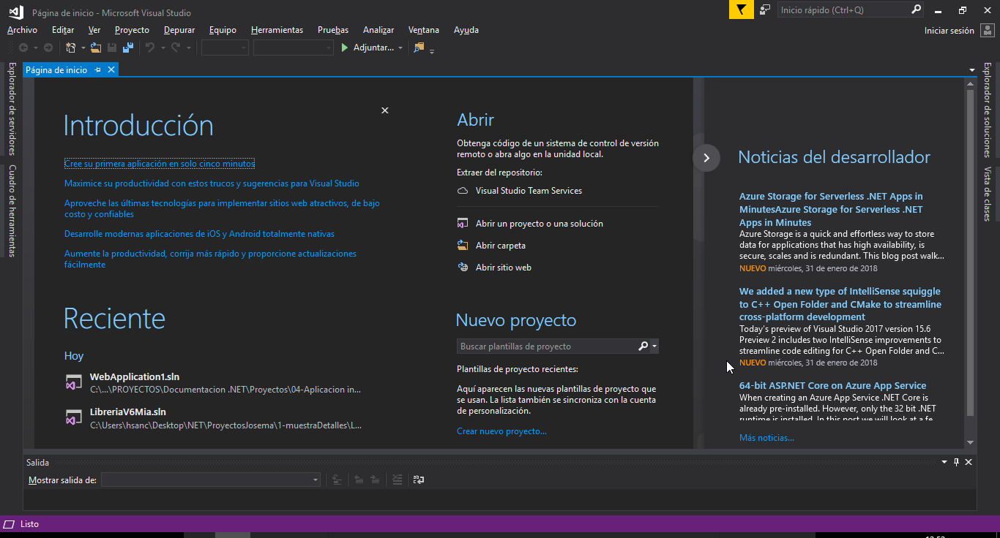 Página de inicio - Microsoft Visual Studio
Inicio rápido (Ctrl+Q)
Archivo Editar Ver Proyecto Depurar Equipo Herramientas Pruebas Analizar Ventana Ayuda
Iniciar sesión
Adjuntar...
Explorador de servidores
Cuadro de herramientas
Página de inicio
Introducción
Cree su primera aplicación en solo cinco minutos
Maximice su productividad con estos trucos y sugerencias para Visual Studio
Aproveche las últimas tecnologías para implementar sitios web atractivos, de bajo
costo y confiables
Desarrolle modernas aplicaciones de iOS y Android totalmente nativas
Aumente la productividad, corrija más rápido y proporcione actualizaciones
fácilmente
Reciente
Hoy
WebApplication1.sln
C:\...\PROYECTOS\Documentacion .NET\Proyectos\04-Aplicacion in...
LibreriaV6Mia.sln
C:\Users\hsanc\Desktop\NET\ProyectosJosema\1-muestraDetalles\L...
Abrir
Obtenga código de un sistema de control de versión
remoto o abra algo en la unidad local.
Extraer del repositorio:
Visual Studio Team Services
Abrir un proyecto o una solución
Abrir carpeta
Abrir sitio web
Nuevo proyecto
Buscar plantillas de proyecto
Plantillas de proyecto recientes:
Aquí aparecen las nuevas plantillas de proyecto que
se usan. La lista también se sincroniza con la cuenta
de personalización.
Crear nuevo proyecto...
Noticias del desarrollador
Azure Storage for Serverless .NET Apps in
MinutesAzure Storage for Serverless .NET
Apps in Minutes
Azure Storage is a quick and effortless way to store
data for applications that has high availability, is
secure, scales and is redundant. This blog post walk...
NUEVO miércoles, 31 de enero de 2018
We added a new type of IntelliSense squiggle
to C++ Open Folder and CMake to streamline
cross-platform development
Today's preview of Visual Studio 2017 version 15.6
Preview 2 includes two IntelliSense improvements to
streamline code editing for C++ Open Folder and C...
NUEVO miércoles, 31 de enero de 2018
64-bit ASP.NET Core on Azure App Service
When creating an Azure App Service .NET Core is
already pre-installed. However, only the 32 bit .NET
runtime is installed. In this post we will look at a fe
Más noticias...
Explorador de soluciones
Vista de clases
Salida
Mostrar salida de:
Listo